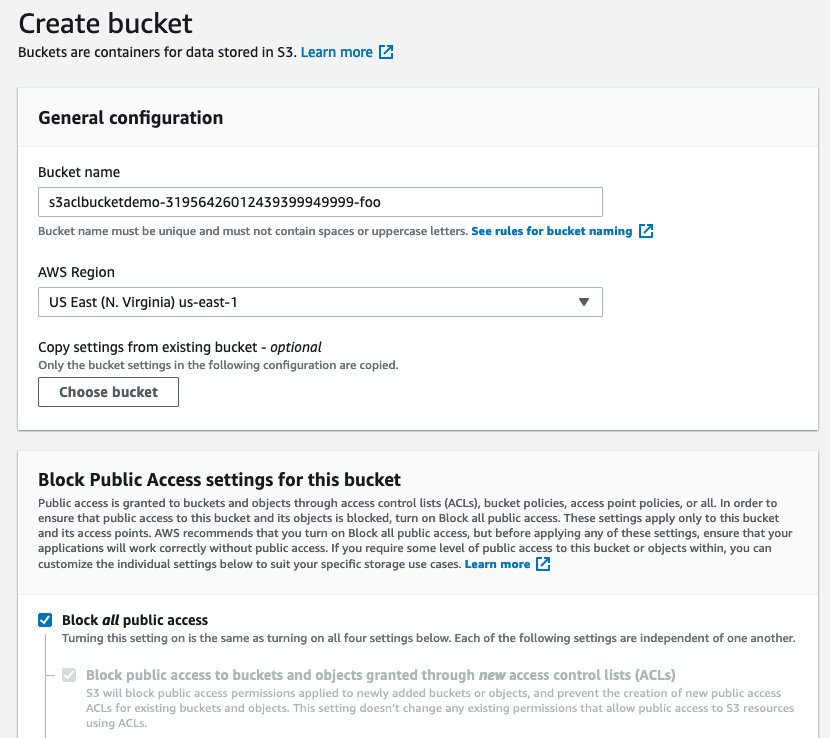 Create bucket
Buckets are containers for data stored in S3. Learn more
General configuration
Bucket name
s3aclbucketdemo-31956426012439399949999-foo
Bucket name must be unique and must not contain spaces or uppercase letters. See rules for bucket naming
AWS Region
US East (N. Virginia) us-east-1
Copy settings from existing bucket - optional
Only the bucket settings in the following configuration are copied.
Choose bucket
Block Public Access settings for this bucket
Public access is granted to buckets and objects through access control lists (ACLs), bucket policies, access point policies, or all. In order to
ensure that public access to this bucket and its objects is blocked, turn on Block all public access. These settings apply only to this bucket
and its access points. AWS recommends that you turn on Block all public access, but before applying any of these settings, ensure that your
applications will work correctly without public access. If you require some level of public access to this bucket or objects within, you can
customize the individual settings below to suit your specific storage use cases. Learn more
Block all public access
Turning this setting on is the same as turning on all four settings below. Each of the following settings are independent of one another.
Block public access to buckets and objects granted through new access control lists (ACLs)
S3 will block public access permissions applied to newly added buckets or objects, and prevent the creation of new public access
ACLs for existing buckets and objects. This setting doesn't change any existing permissions that allow public access to S3 resources
using ACLs.